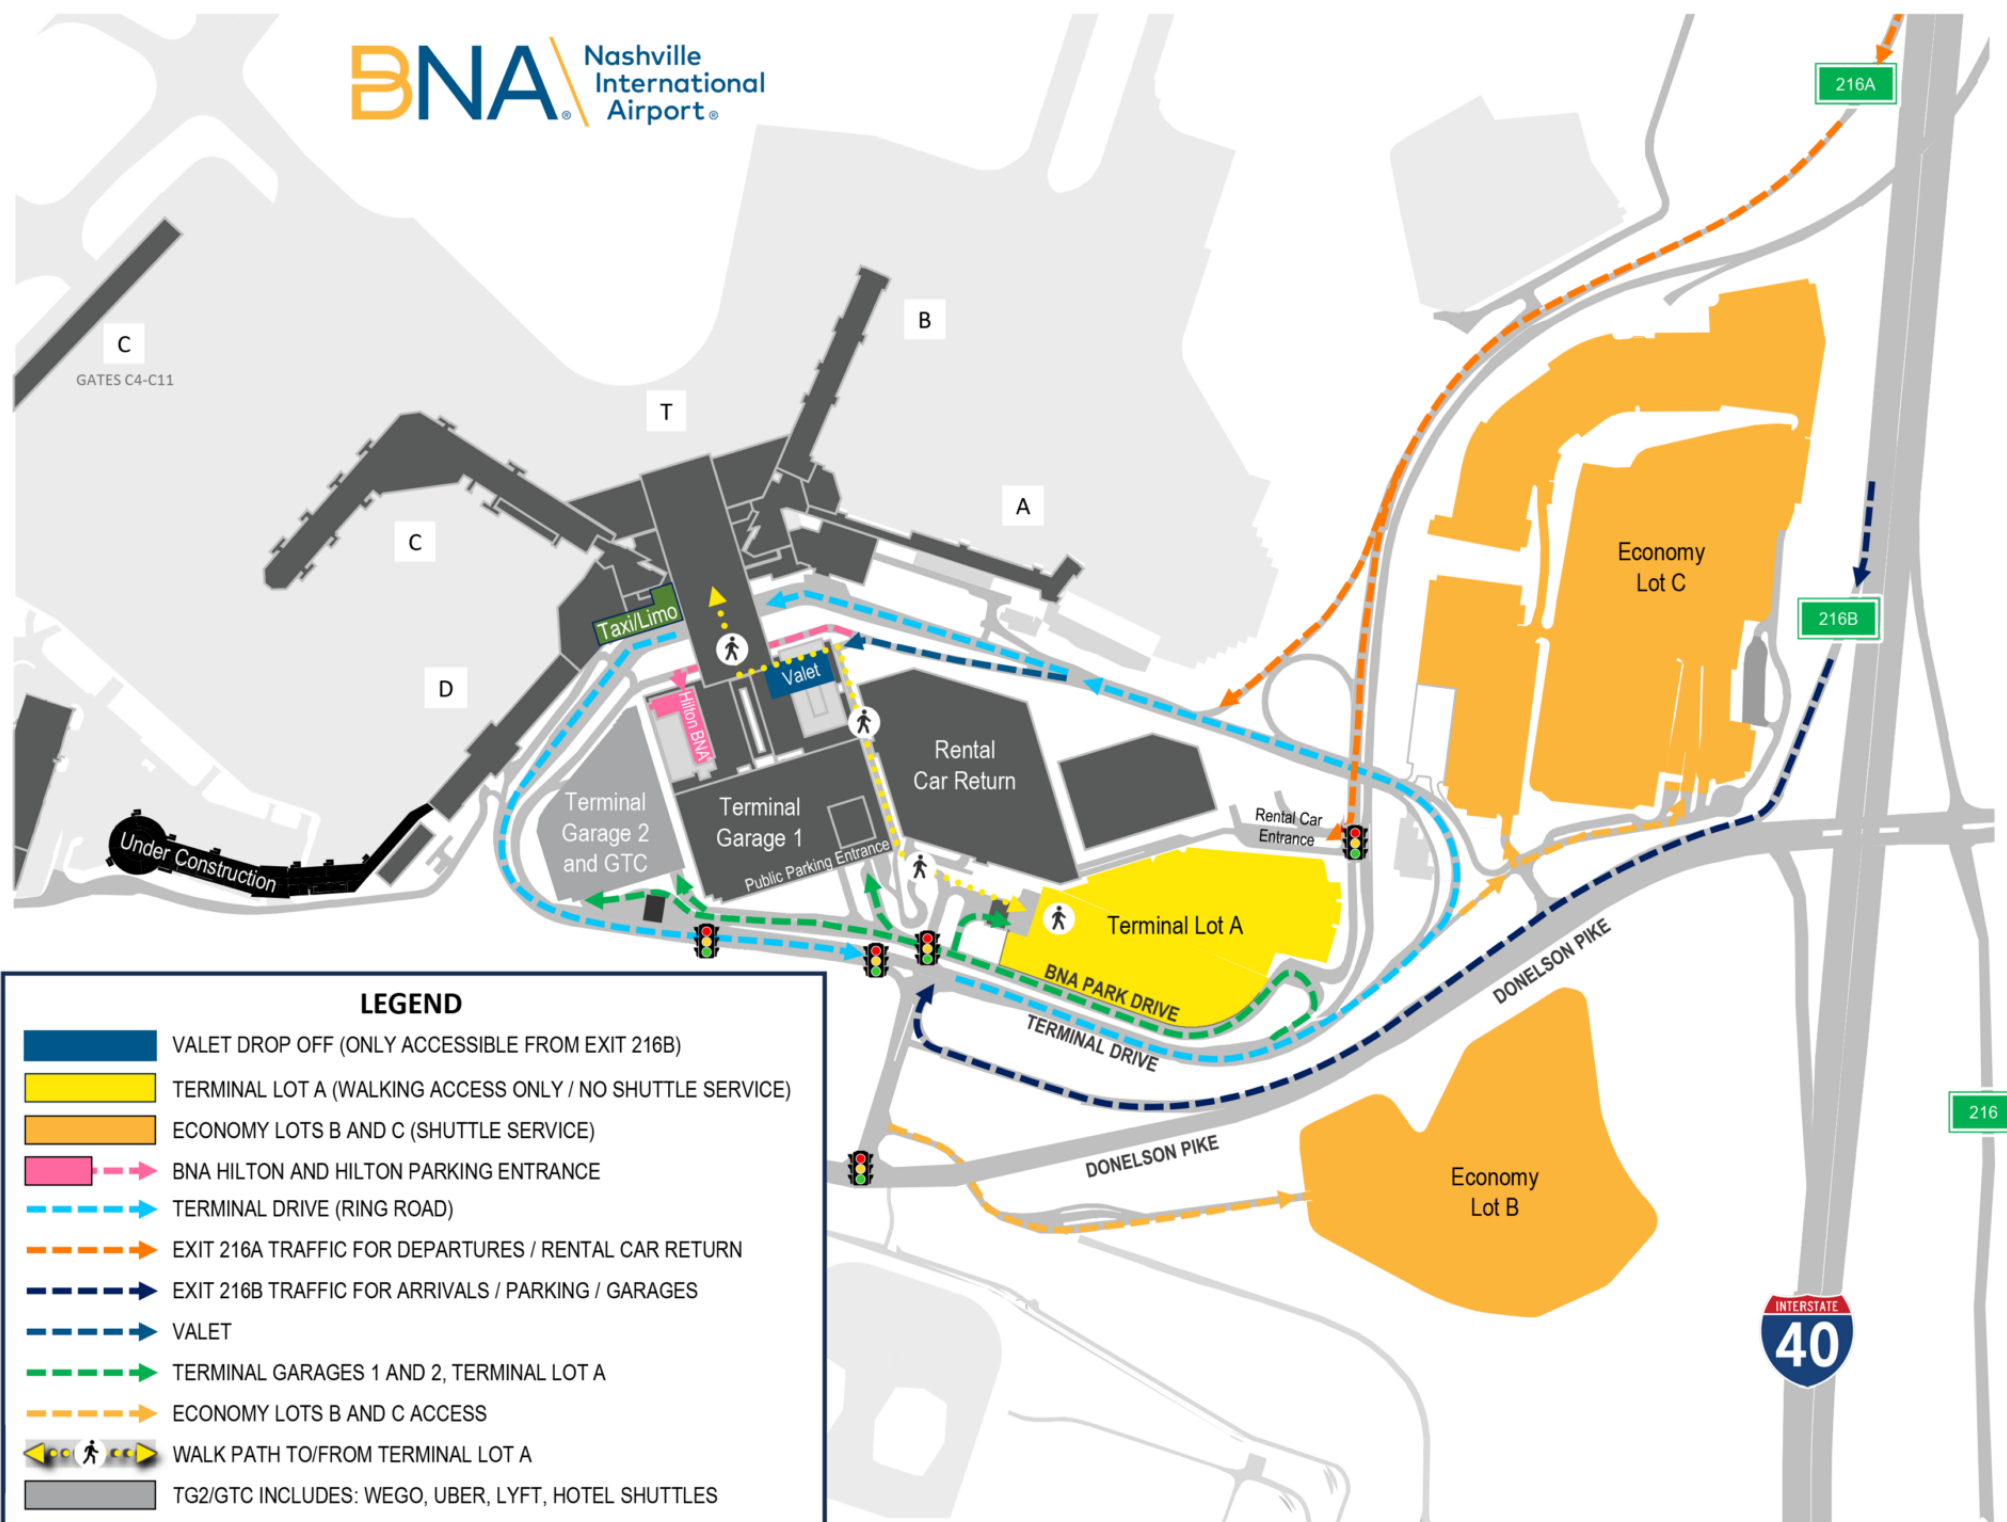 BNA
Nashville
International
Airport®
216A
B
C
GATES C4-C11
T
A
C
Economy
Lot C
216B
Taxi/Limo
Valet
D
Hilton BNA
Rental
Car Return
Terminal
Garage 2
and GTC
Terminal
Garage 1
Public Parking Entrance
Rental Car
Entrance
Under Construction
Terminal Lot A
BNA PARK DRIVE
TERMINAL DRIVE
DONELSON PIKE
DONELSON PIKE
216
Economy
Lot B
INTERSTATE
40
LEGEND
VALET DROP OFF (ONLY ACCESSIBLE FROM EXIT 216B)
TERMINAL LOT A (WALKING ACCESS ONLY / NO SHUTTLE SERVICE)
ECONOMY LOTS B AND C (SHUTTLE SERVICE)
BNA HILTON AND HILTON PARKING ENTRANCE
TERMINAL DRIVE (RING ROAD)
EXIT 216A TRAFFIC FOR DEPARTURES / RENTAL CAR RETURN
EXIT 216B TRAFFIC FOR ARRIVALS / PARKING / GARAGES
VALET
TERMINAL GARAGES 1 AND 2, TERMINAL LOT A
ECONOMY LOTS B AND C ACCESS
WALK PATH TO/FROM TERMINAL LOT A
TG2/GTC INCLUDES: WEGO, UBER, LYFT, HOTEL SHUTTLES